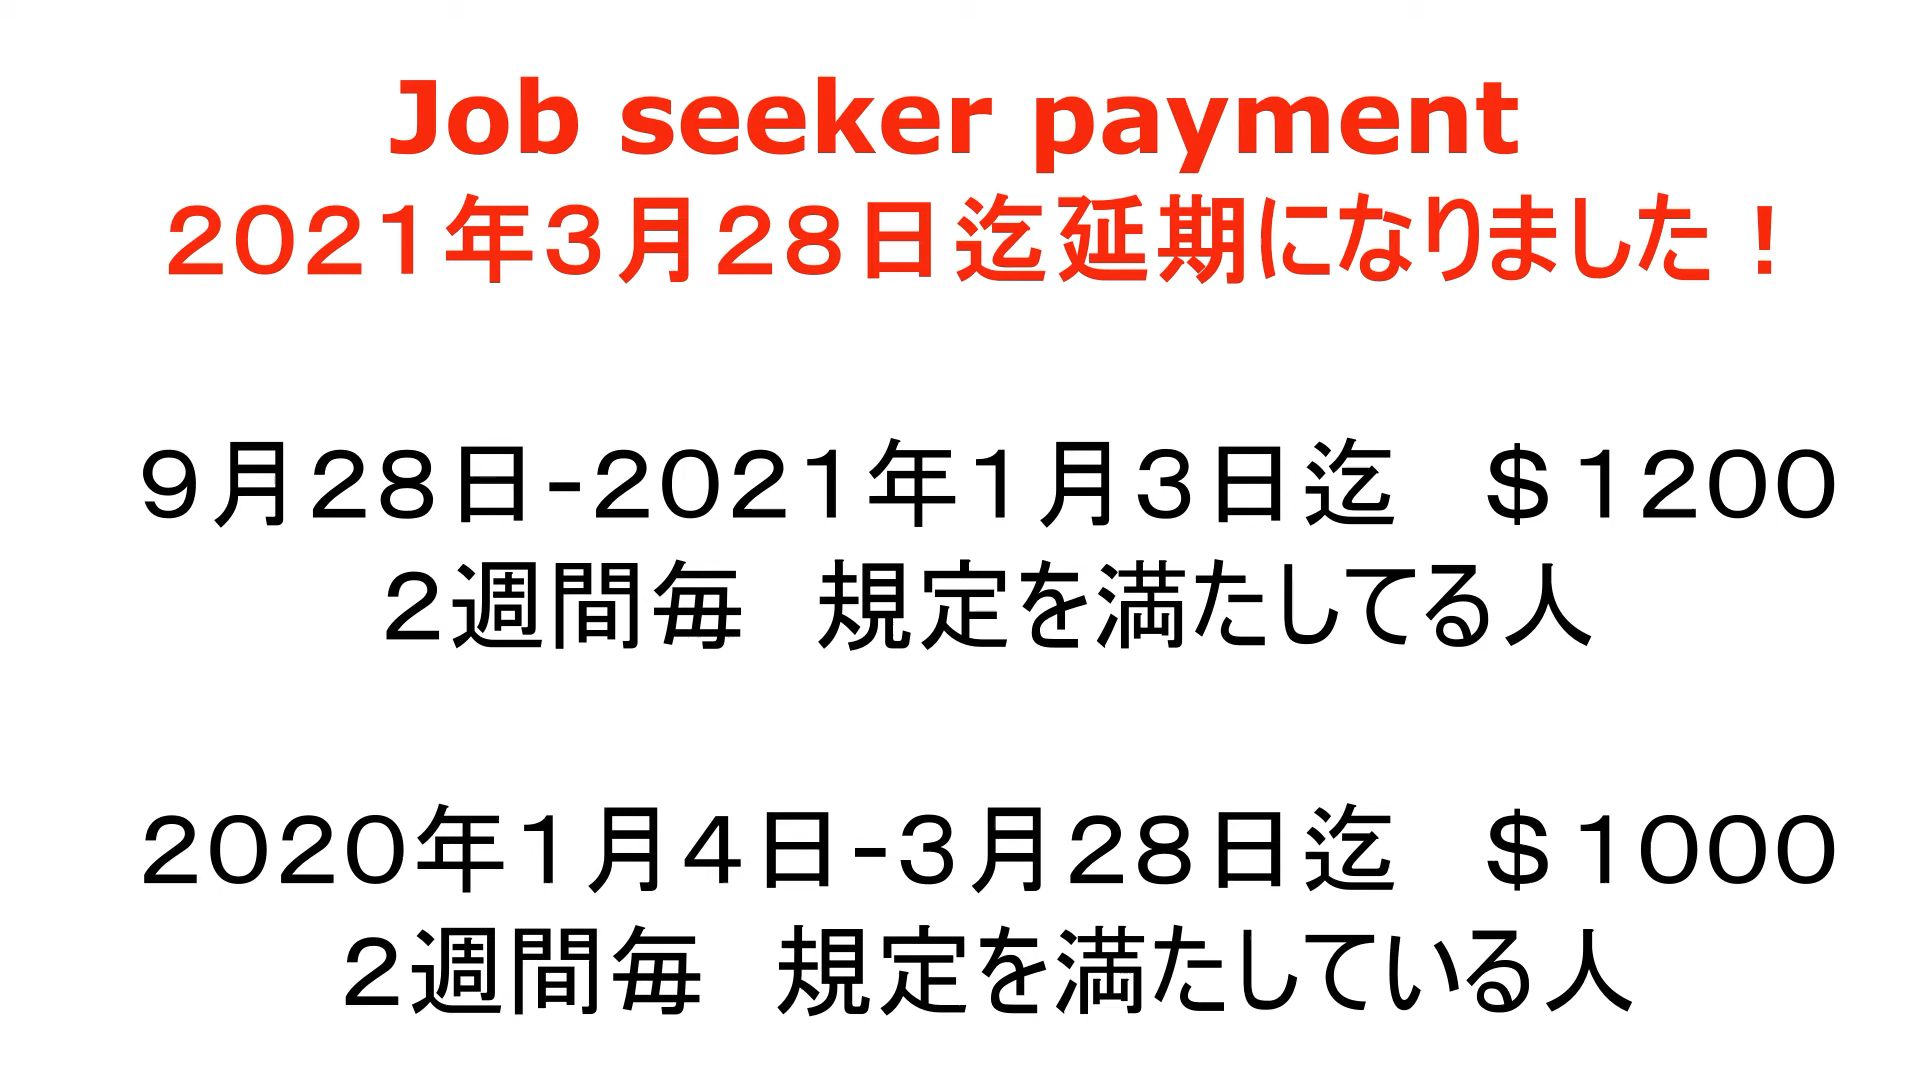 Job seeker payment
２０２１年３月２８日迄延期になりました！
９月２８日-２０２１年１月３日迄　＄１２００
２週間毎　規定を満たしてる人
２０２０年１月４日-３月２８日迄　＄１０００
２週間毎　規定を満たしている人